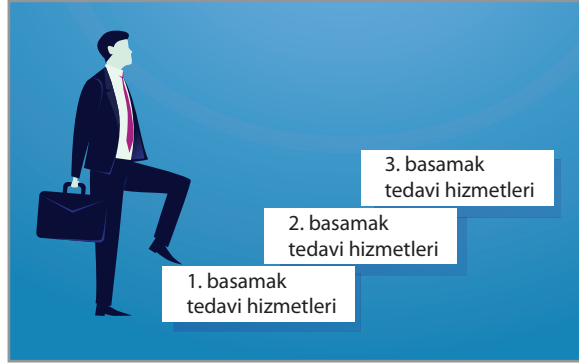 3. basamak
tedavi hizmetleri
2. basamak
tedavi hizmetleri
1. basamak
tedavi hizmetleri